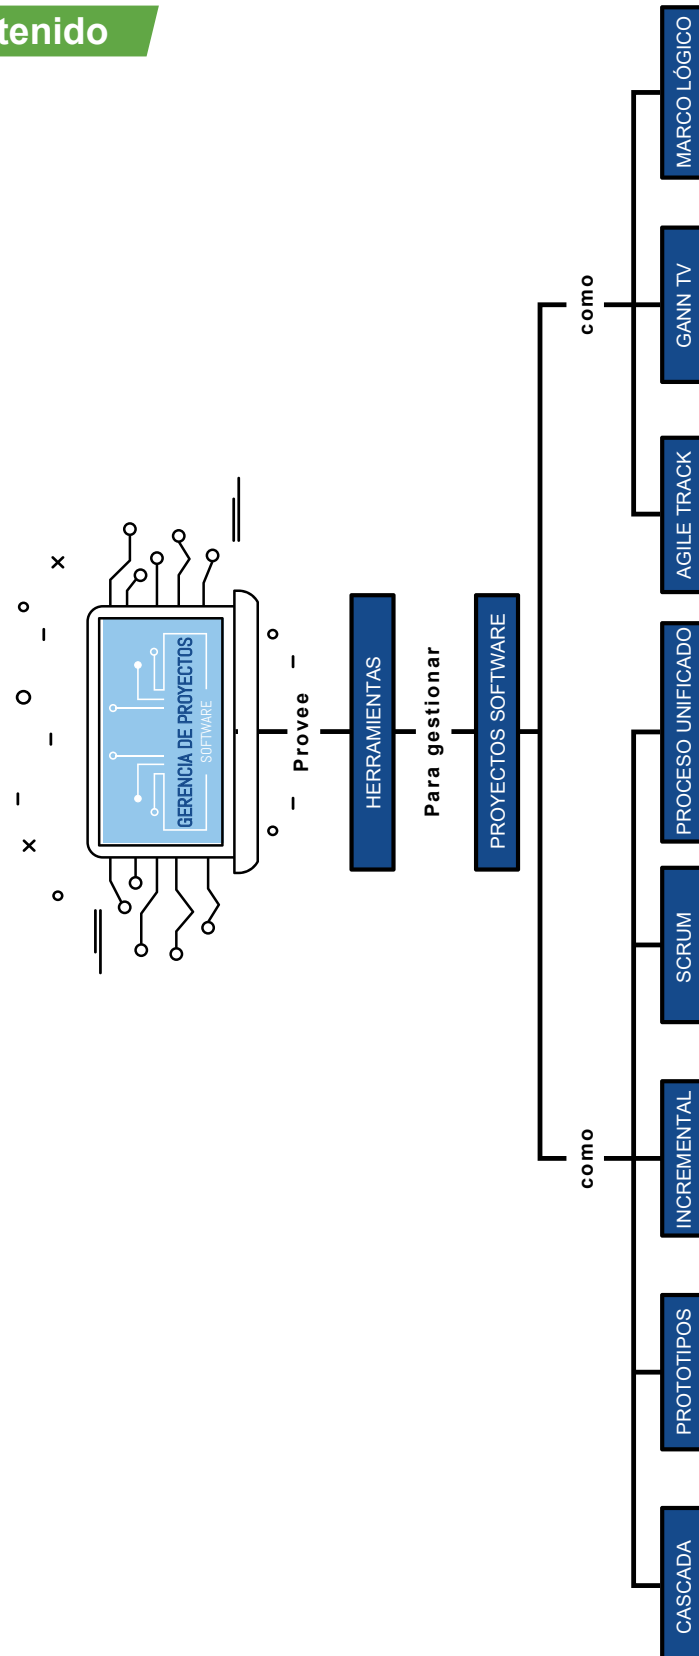 tenido
GERENCIA DE PROYECTOS
SOFTWARE
Provee
HERRAMIENTAS
Para gestionar
PROYECTOS SOFTWARE
como
como
CASCADA
PROTOTIPOS
INCREMENTAL
SCRUM
PROCESO UNIFICADO
AGILE TRACK
GANN TV
MARCO LÓGICO